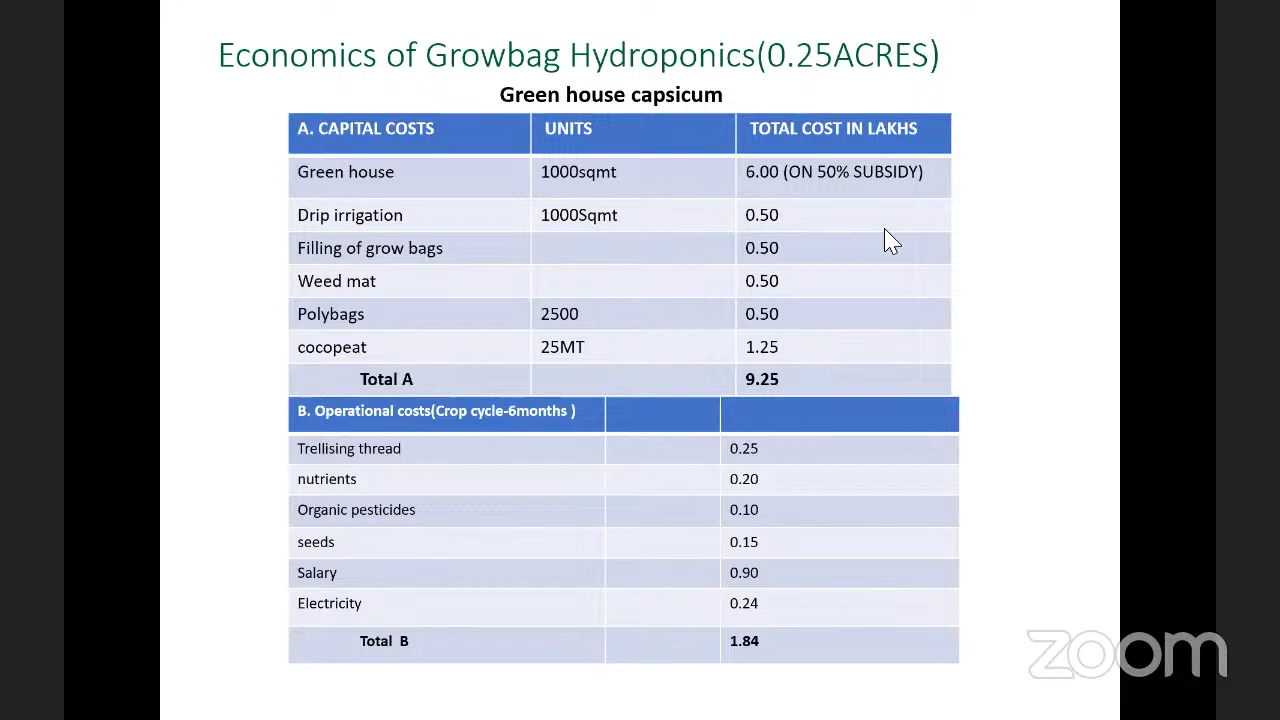 Economics of Growbag Hydroponics(0.25ACRES)
Green house capsicum
A. CAPITAL COSTS UNITS TOTAL COST IN LAKHS
Green house 1000sqmt 6.00 (ON 50% SUBSIDY)
Drip irrigation 1000Sqmt 0.50
Filling of grow bags 0.50
Weed mat 0.50
Polybags 2500 0.50
cocopeat 25MT 1.25
Total A 9.25
B. Operational costs(Crop cycle-6months )
Trellising thread 0.25
nutrients 0.20
Organic pesticides 0.10
seeds 0.15
Salary 0.90
Electricity 0.24
Total B 1.84
zoom